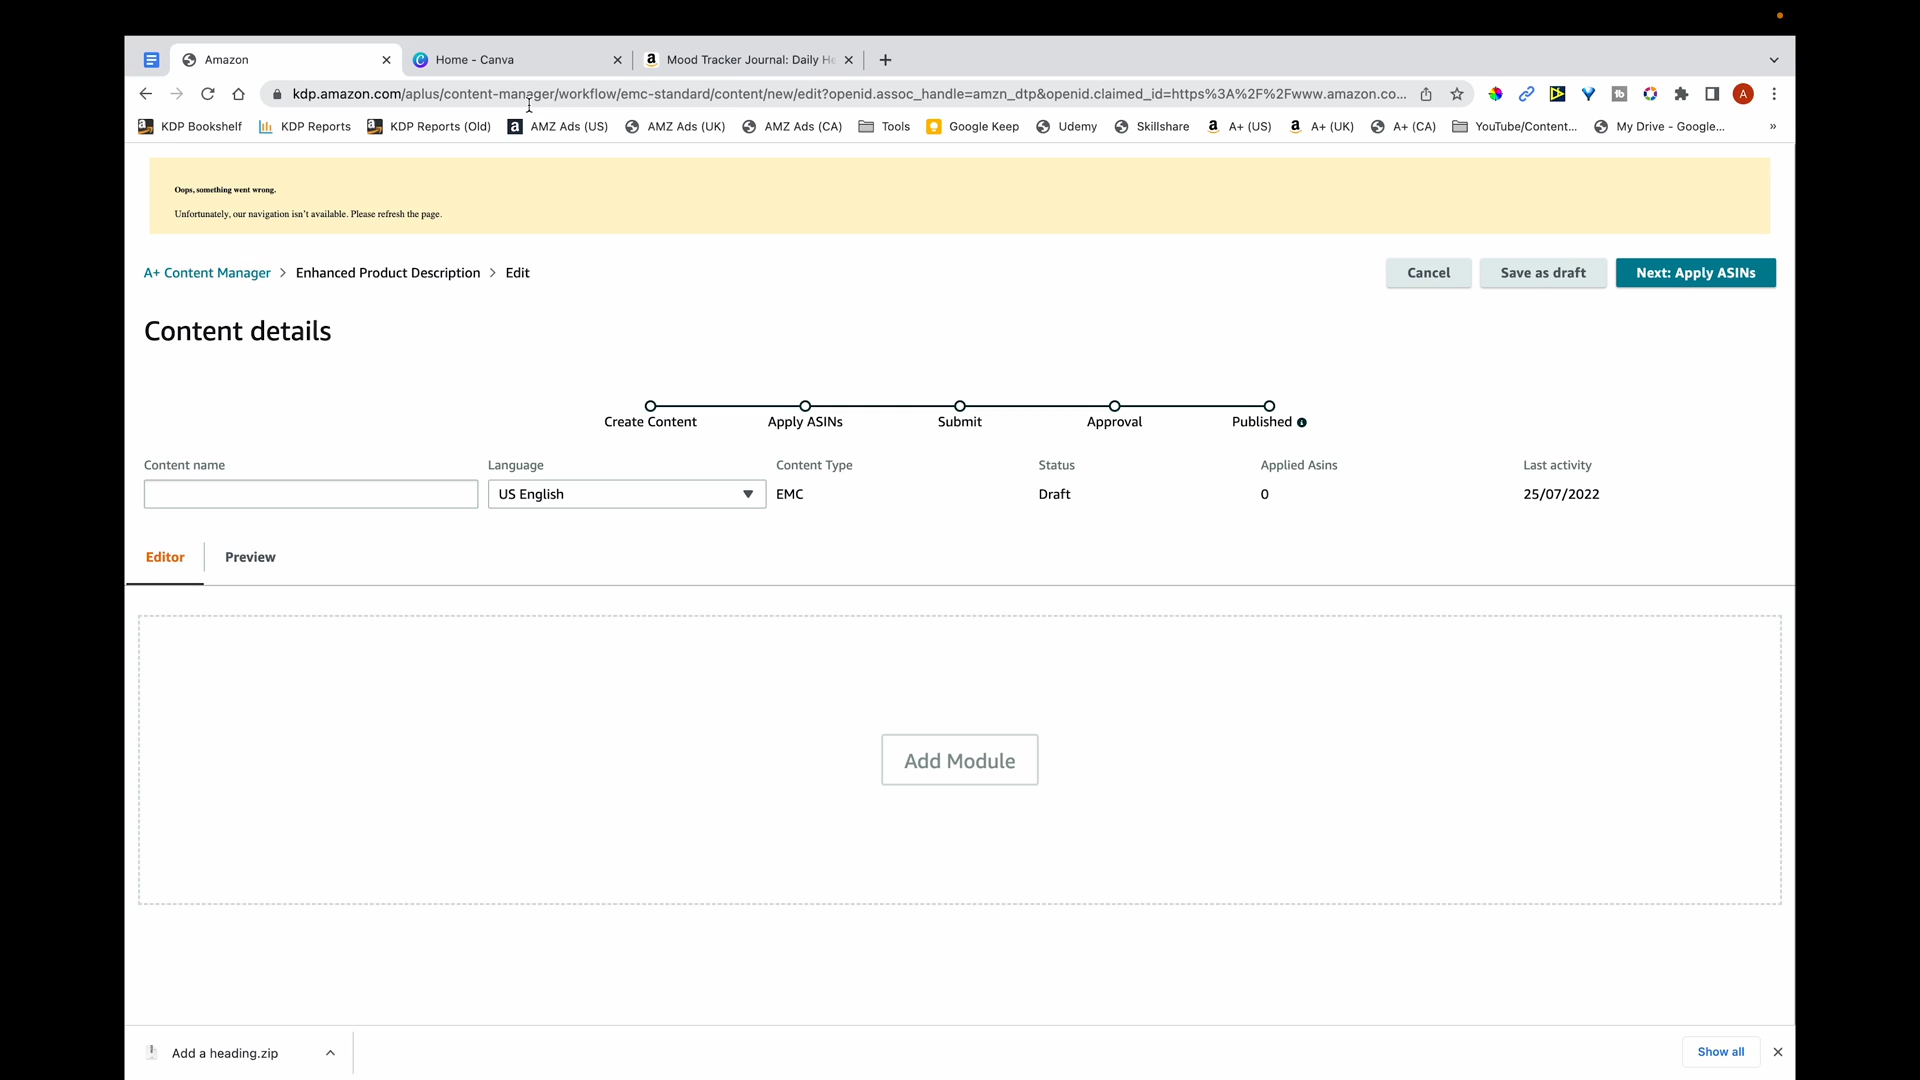 Amazon
Home - Canva
Mood Tracker Journal: Daily He
kdp.amazon.com/aplus/content-manager/workflow/emc-standard/content/new/edit?openid.assoc_handle=amzn_dtp&openid.claimed_id=https%3A%2F%2Fwww.amazon.co...
A
KDP Bookshelf
KDP Reports
KDP Reports (Old)
AMZ Ads (US)
AMZ Ads (UK)
AMZ Ads (CA)
Tools
Google Keep
Udemy
Skillshare
A+ (US)
A+ (UK)
A+ (CA)
YouTube/Content...
My Drive - Google...
»
Oops, something went wrong.
Unfortunately, our navigation isn't available. Please refresh the page.
A+ Content Manager > Enhanced Product Description > Edit
Cancel
Save as draft
Next: Apply ASINs
Content details
Create Content
Apply ASINs
Submit
Approval
Published
Content name
Language
Content Type
Status
Applied Asins
Last activity
US English
EMC
Draft
0
25/07/2022
Editor
Preview
Add Module
Add a heading.zip
Show all